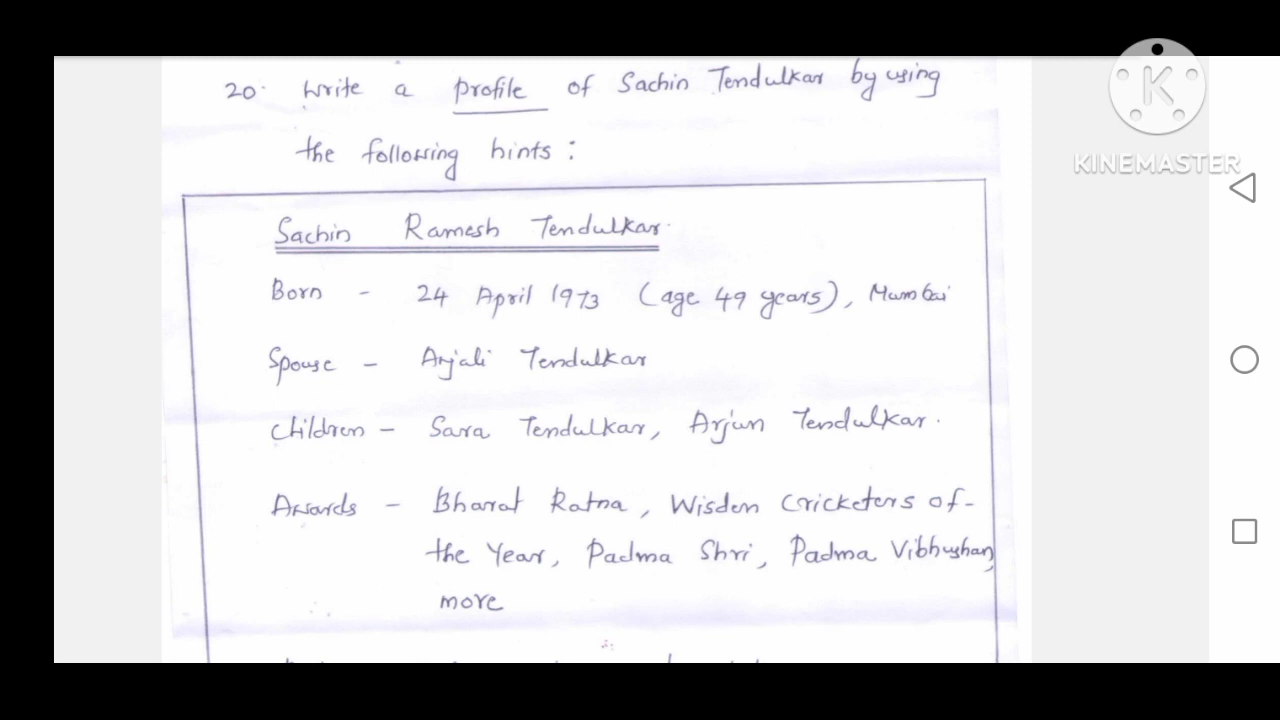 20. Write a profile of Sachin Tendulkar by using
the following hints :
KINEMASTER
Sachin Ramesh Tendulkar.
Born - 24 April 1973 (age 49 years), Mumbai
Spouse - Anjali Tendulkar
Children - Sara Tendulkar, Arjun Tendulkar.
Awards - Bharat Ratna, Wisden Cricketers of-
the Year, Padma Shri, Padma Vibhushan,
more